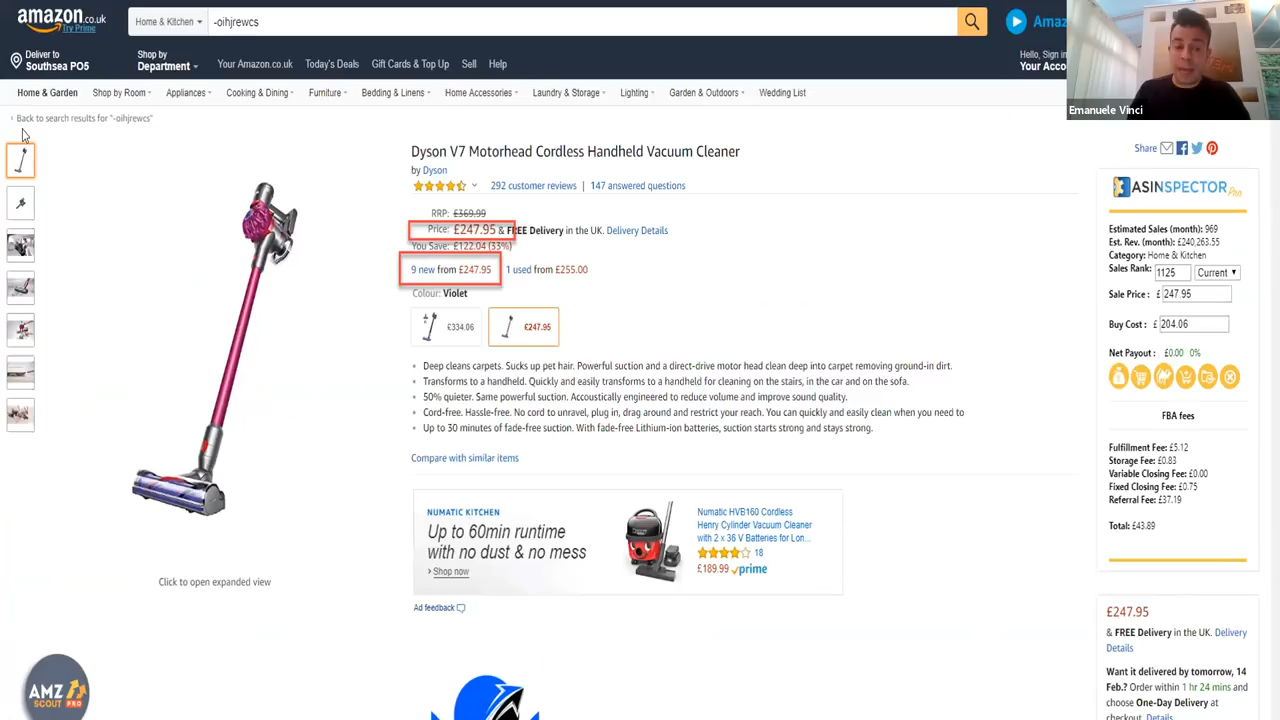 amazon.co.uk
Try Prime
Home & Kitchen
-oihjrewcs
Amaz
Deliver to
Southsea PO5
Shop by
Department
Your Amazon.co.uk
Today's Deals
Gift Cards & Top Up
Sell
Help
Hello, Sign in
Your Acco
Emanuele Vinci
Home & Garden
Shop by Room
Appliances
Cooking & Dining
Furniture
Bedding & Linens
Home Accessories
Laundry & Storage
Lighting
Garden & Outdoors
Wedding List
‹ Back to search results for "-oihjrewcs"
Dyson V7 Motorhead Cordless Handheld Vacuum Cleaner
by Dyson
292 customer reviews | 147 answered questions
RRP: £369.99
Price: £247.95 & FREE Delivery in the UK. Delivery Details
You Save: £122.04 (33%)
9 new from £247.95 1 used from £255.00
Colour: Violet
£334.06
£247.95
Deep cleans carpets. Sucks up pet hair. Powerful suction and a direct-drive motor head clean deep into carpet removing ground-in dirt.
Transforms to a handheld. Quickly and easily transforms to a handheld for cleaning on the stairs, in the car and on the sofa.
50% quieter. Same powerful suction. Accoustically engineered to reduce volume and improve sound quality.
Cord-free. Hassle-free. No cord to unravel, plug in, drag around and restrict your reach. You can quickly and easily clean when you need to
Up to 30 minutes of fade-free suction. With fade-free Lithium-ion batteries, suction starts strong and stays strong.
Compare with similar items
NUMATIC KITCHEN
Up to 60min runtime
with no dust & no mess
› Shop now
Numatic HVB160 Cordless
Henry Cylinder Vacuum Cleaner
with 2 x 36 V Batteries for Lon...
18
£189.99 prime
Ad feedback
Click to open expanded view
AMZ
SCOUT PRO
Share
ASINSPECTOR Pro
Estimated Sales (month): 969
Est. Rev. (month): £240,263.55
Category: Home & Kitchen
Sales Rank: 1125 Current
Sale Price : £ 247.95
Buy Cost : £ 204.06
Net Payout : £0.00 0%
FBA fees
Fulfillment Fee: £5.12
Storage Fee: £0.83
Variable Closing Fee: £0.00
Fixed Closing Fee: £0.75
Referral Fee: £37.19
Total: £43.89
£247.95
& FREE Delivery in the UK. Delivery
Details
Want it delivered by tomorrow, 14
Feb.? Order within 1 hr 24 mins and
choose One-Day Delivery at
checkout. Details